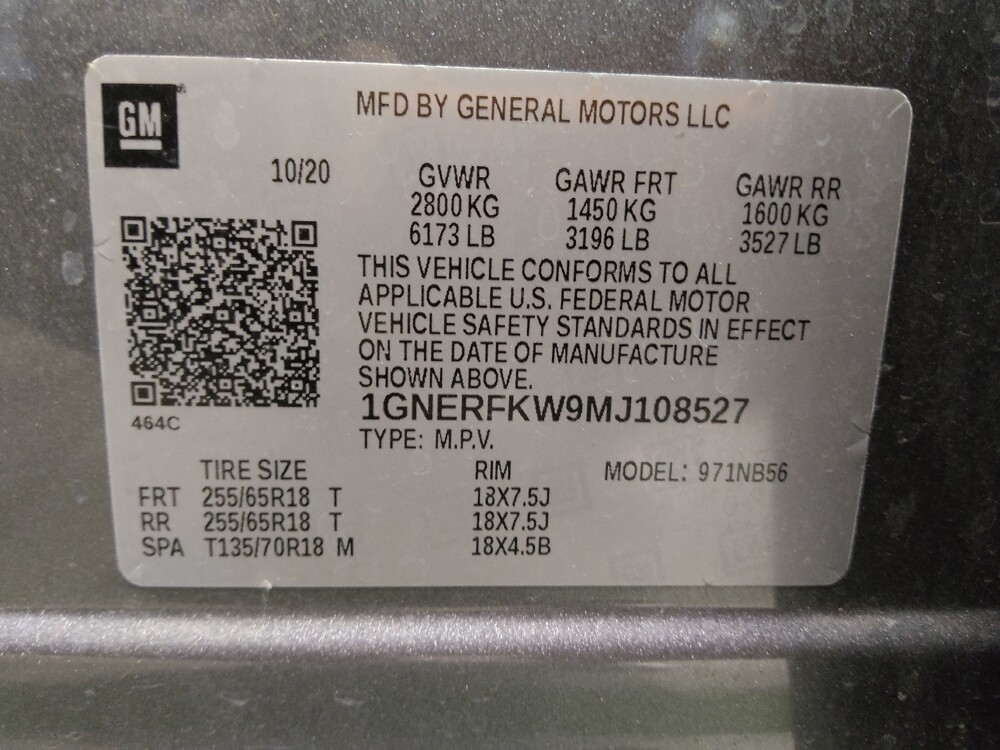 GM
MFD BY GENERAL MOTORS LLC
10/20 GVWR GAWR FRT GAWR RR
2800 KG 1450 KG 1600 KG
6173 LB 3196 LB 3527 LB
THIS VEHICLE CONFORMS TO ALL
APPLICABLE U.S. FEDERAL MOTOR
VEHICLE SAFETY STANDARDS IN EFFECT
ON THE DATE OF MANUFACTURE
SHOWN ABOVE.
464C
1GNERFKW9MJ108527
TYPE: M.P.V.
TIRE SIZE RIM MODEL: 971NB56
FRT 255/65R18 T 18X7.5J
RR 255/65R18 T 18X7.5J
SPA T135/70R18 M 18X4.5B